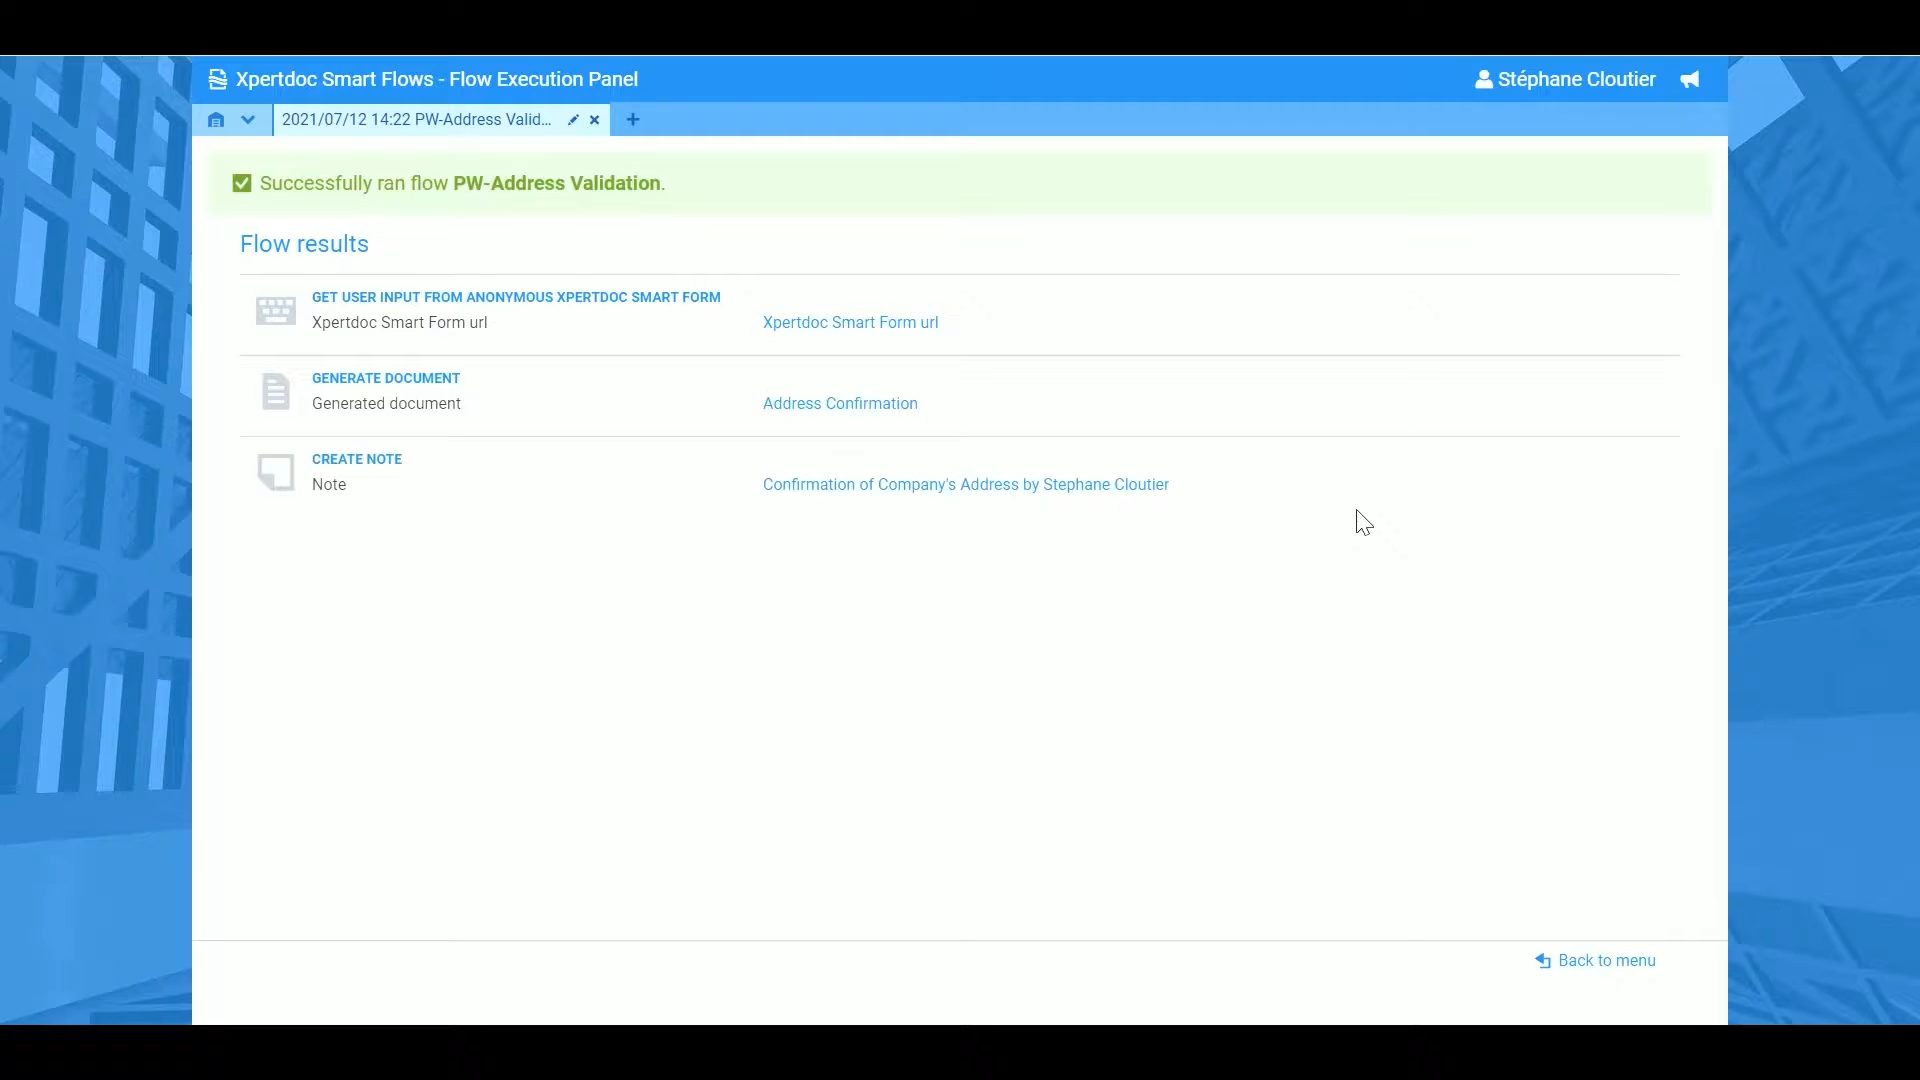 Xpertdoc Smart Flows - Flow Execution Panel
Stéphane Cloutier
2021/07/12 14:22 PW-Address Valid...
Successfully ran flow PW-Address Validation.
Flow results
GET USER INPUT FROM ANONYMOUS XPERTDOC SMART FORM
Xpertdoc Smart Form url
Xpertdoc Smart Form url
GENERATE DOCUMENT
Generated document
Address Confirmation
CREATE NOTE
Note
Confirmation of Company's Address by Stephane Cloutier
Back to menu